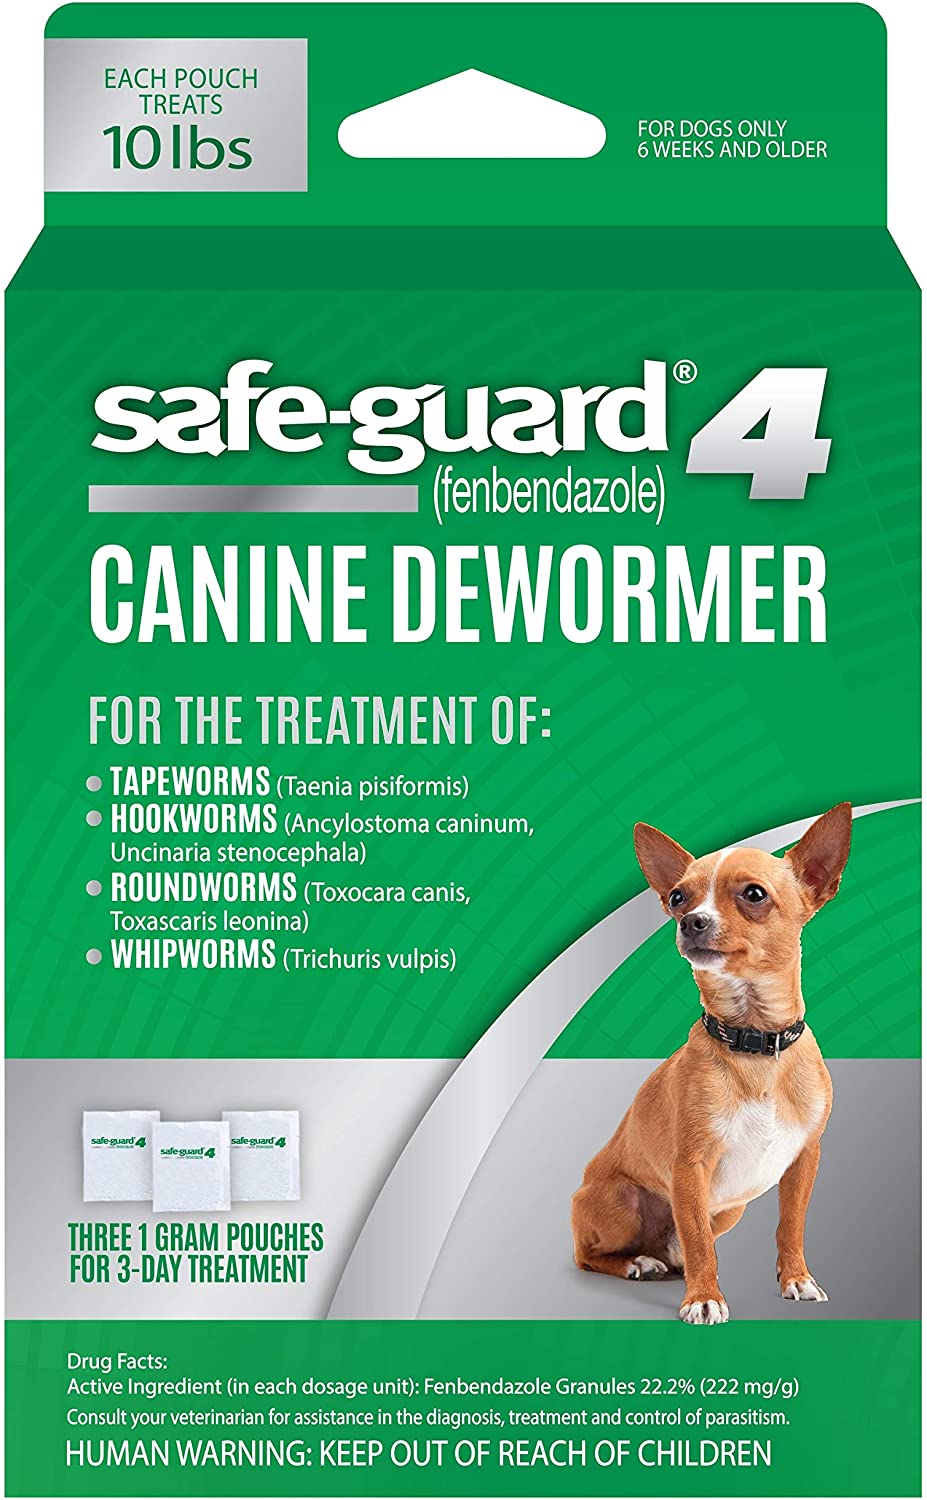 EACH POUCH
TREATS
10 lbs
FOR DOGS ONLY
6 WEEKS AND OLDER
safe-guard® 4
(fenbendazole)
CANINE DEWORMER
FOR THE TREATMENT OF:
• TAPEWORMS (Taenia pisiformis)
• HOOKWORMS (Ancylostoma caninum,
Uncinaria stenocephala)
• ROUNDWORMS (Toxocara canis,
Toxascaris leonina)
• WHIPWORMS (Trichuris vulpis)
safe-guard 4
safe-guard 4
safe-guard 4
THREE 1 GRAM POUCHES
FOR 3-DAY TREATMENT
Drug Facts:
Active Ingredient (in each dosage unit): Fenbendazole Granules 22.2% (222 mg/g)
Consult your veterinarian for assistance in the diagnosis, treatment and control of parasitism.
HUMAN WARNING: KEEP OUT OF REACH OF CHILDREN